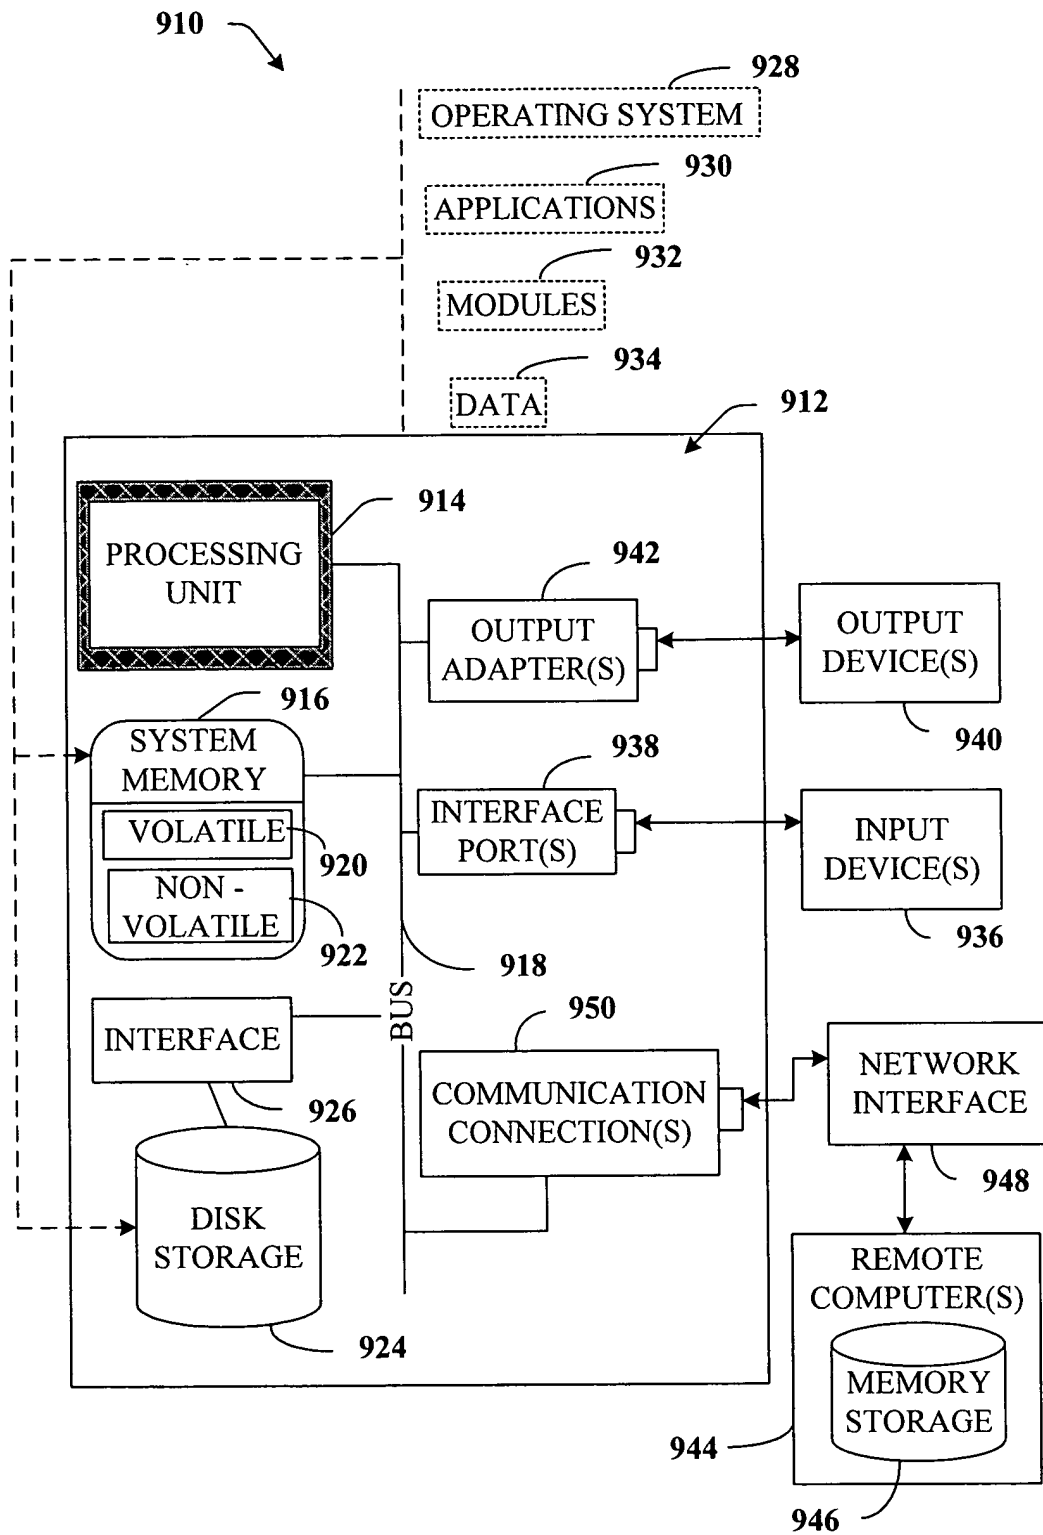 910
928
OPERATING SYSTEM
930
APPLICATIONS
932
MODULES
934
DATA
912
914
PROCESSING
UNIT
942
OUTPUT
ADAPTER(S)
OUTPUT
DEVICE(S)
940
916
SYSTEM
MEMORY
VOLATILE
920
NON -
VOLATILE
922
938
INTERFACE
PORT(S)
INPUT
DEVICE(S)
936
918
BUS
INTERFACE
926
950
COMMUNICATION
CONNECTION(S)
NETWORK
INTERFACE
948
DISK
STORAGE
924
REMOTE
COMPUTER(S)
MEMORY
STORAGE
944
946